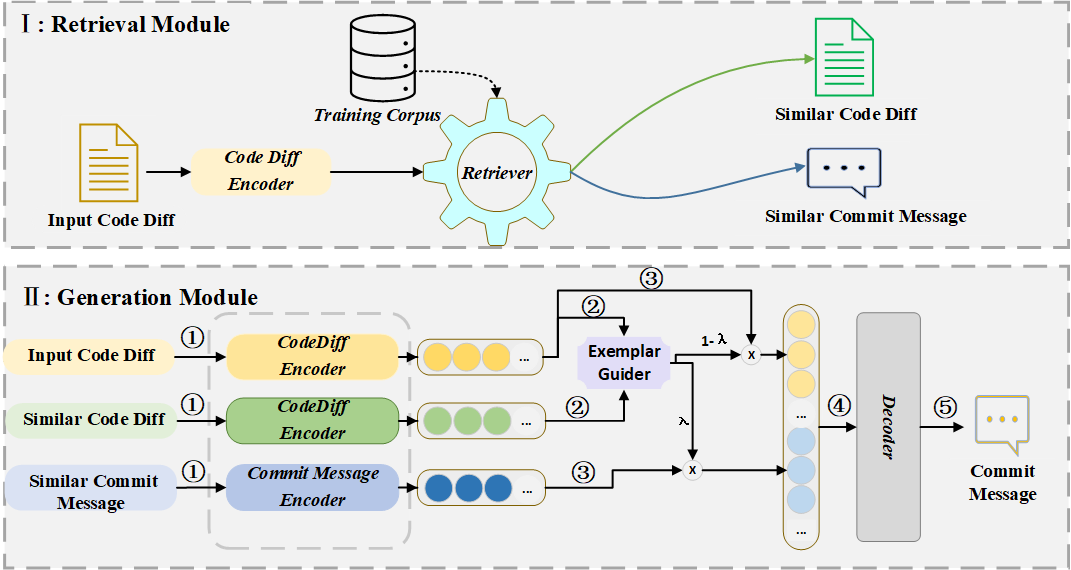 Ⅰ: Retrieval Module
Training Corpus
Similar Code Diff
Code Diff
Encoder
Retriever
Input Code Diff
Similar Commit Message
Ⅱ: Generation Module
③
②
①
Input Code Diff
CodeDiff
Encoder
...
Exemplar
Guider
1- λ
X
①
Similar Code Diff
CodeDiff
Encoder
...
②
λ
...
④
Decoder
⑤
①
Similar Commit
Message
Commit Message
Encoder
...
③
X
Commit
Message
...